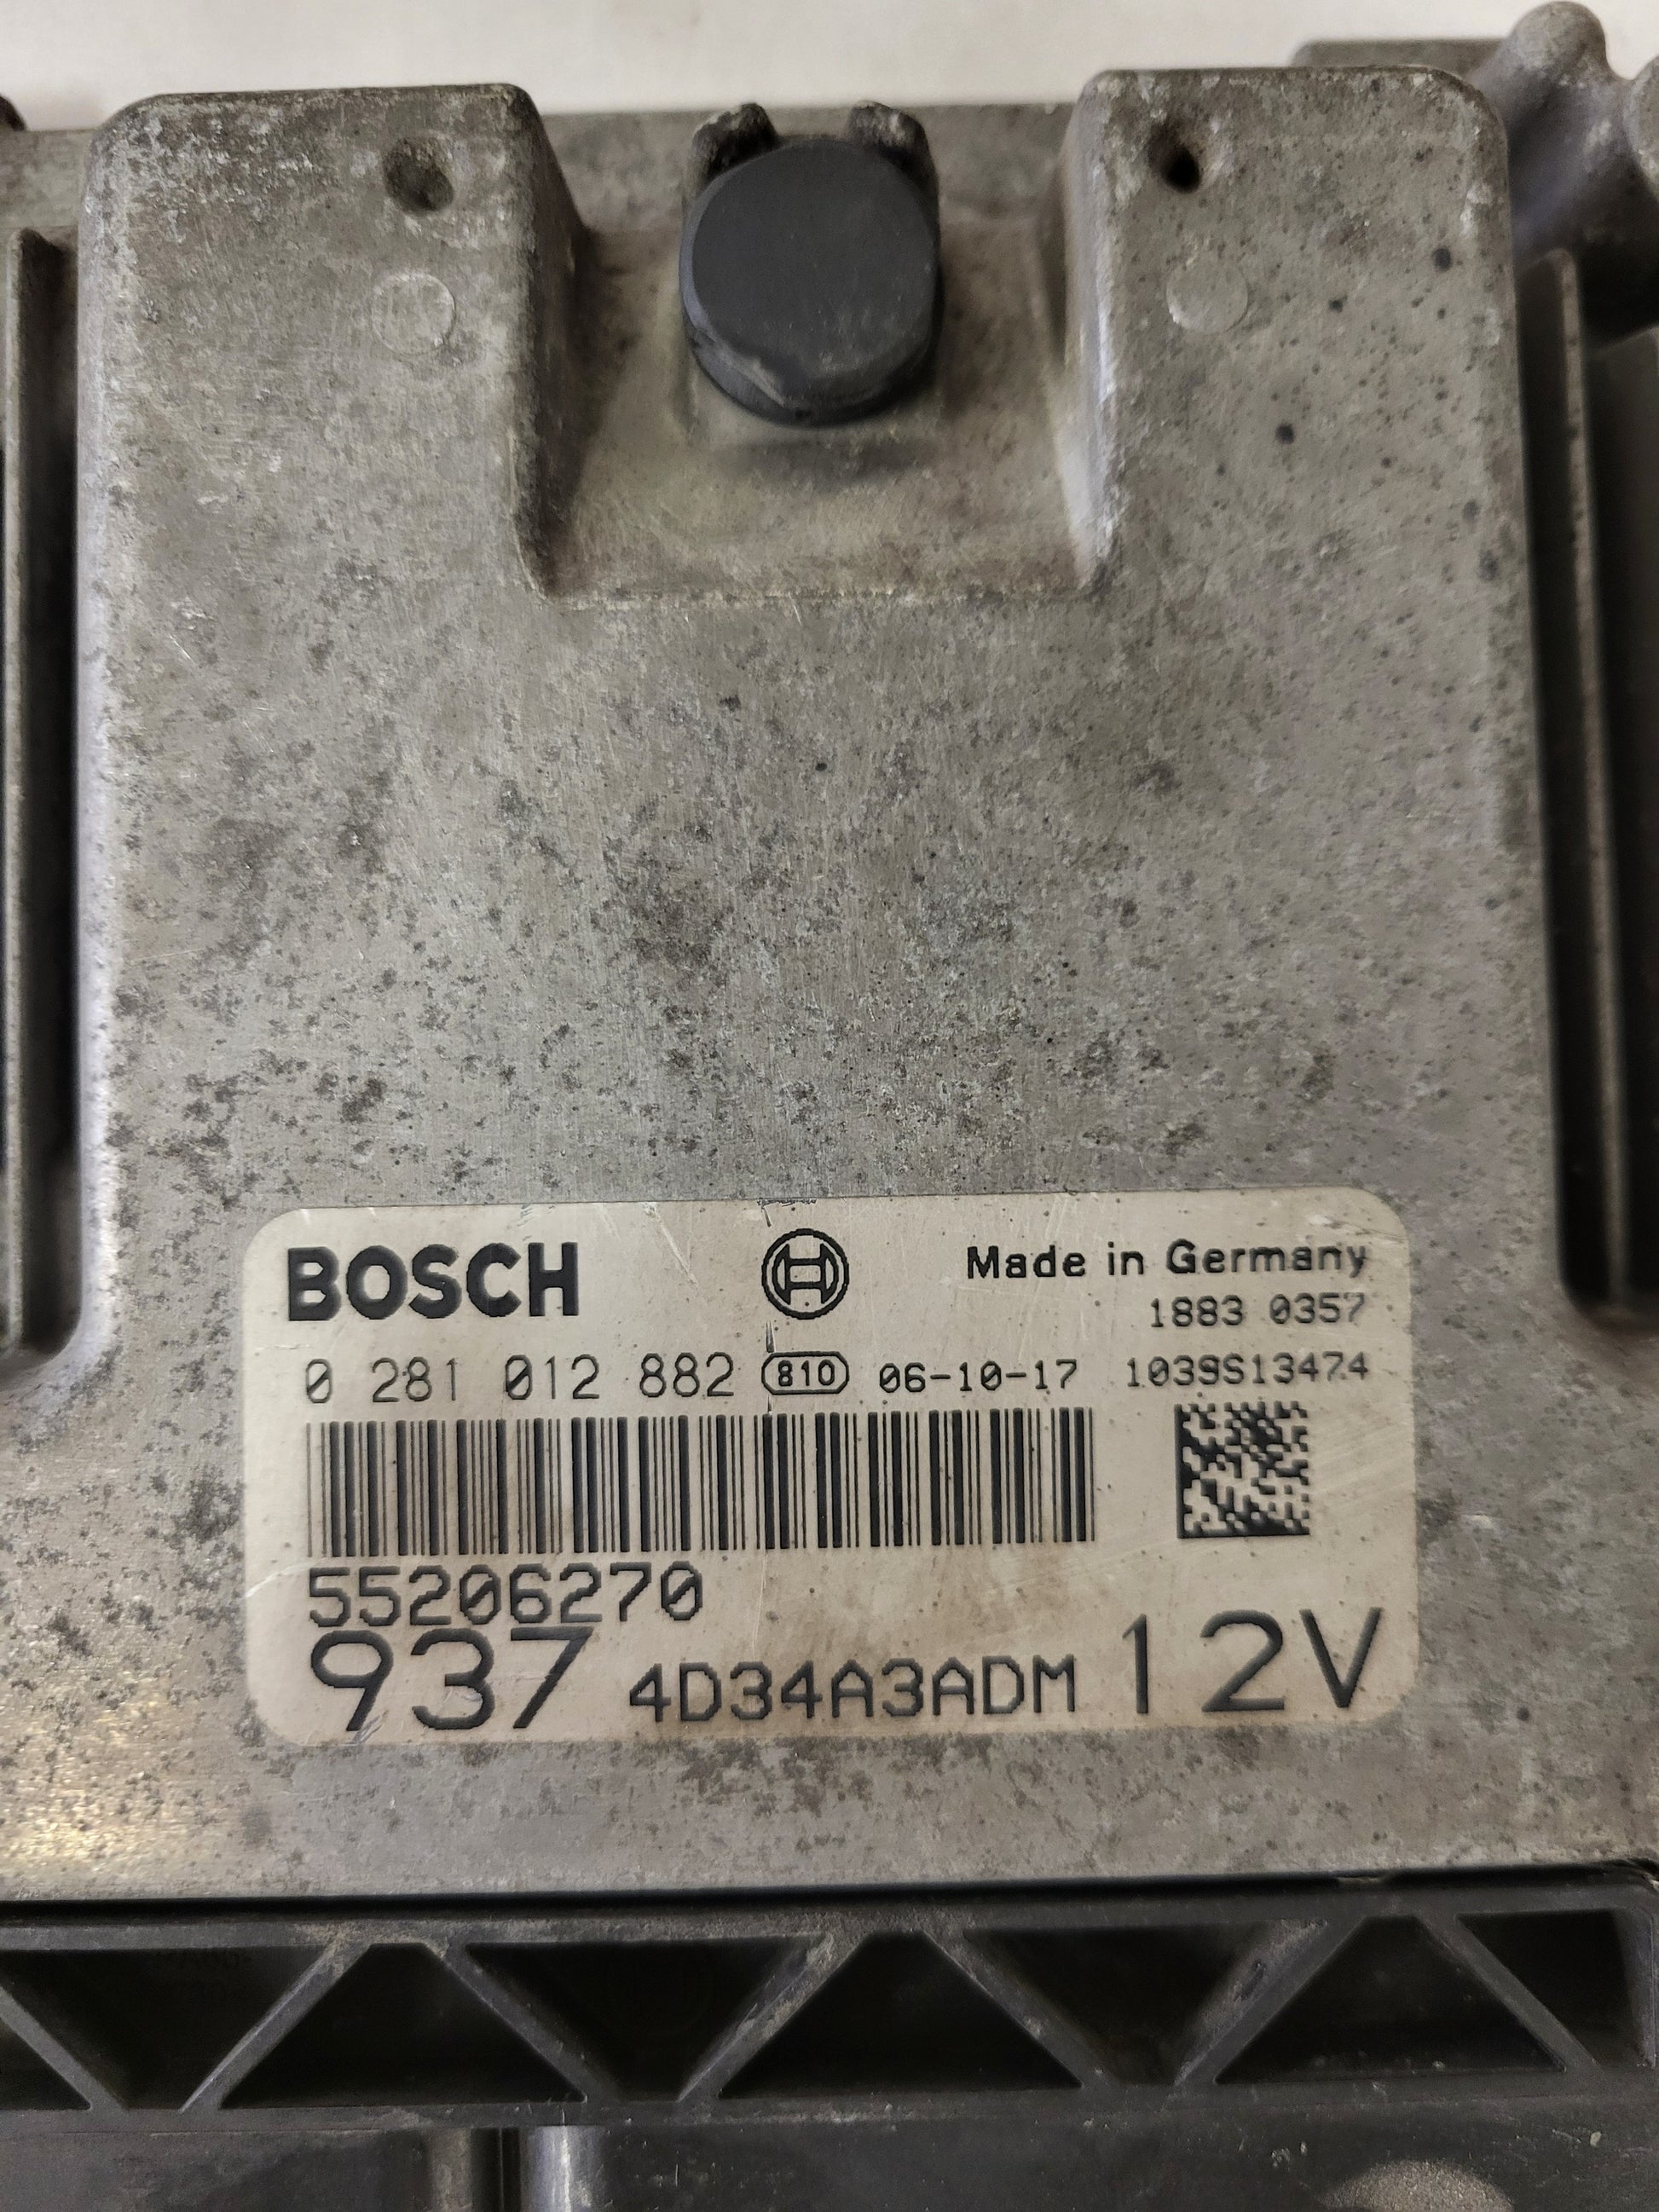 BOSCH Made in Germany
1883 0357
0 281 012 882 810 06-10-17 1039S13474
55206270
937 4D34A3ADM 12V